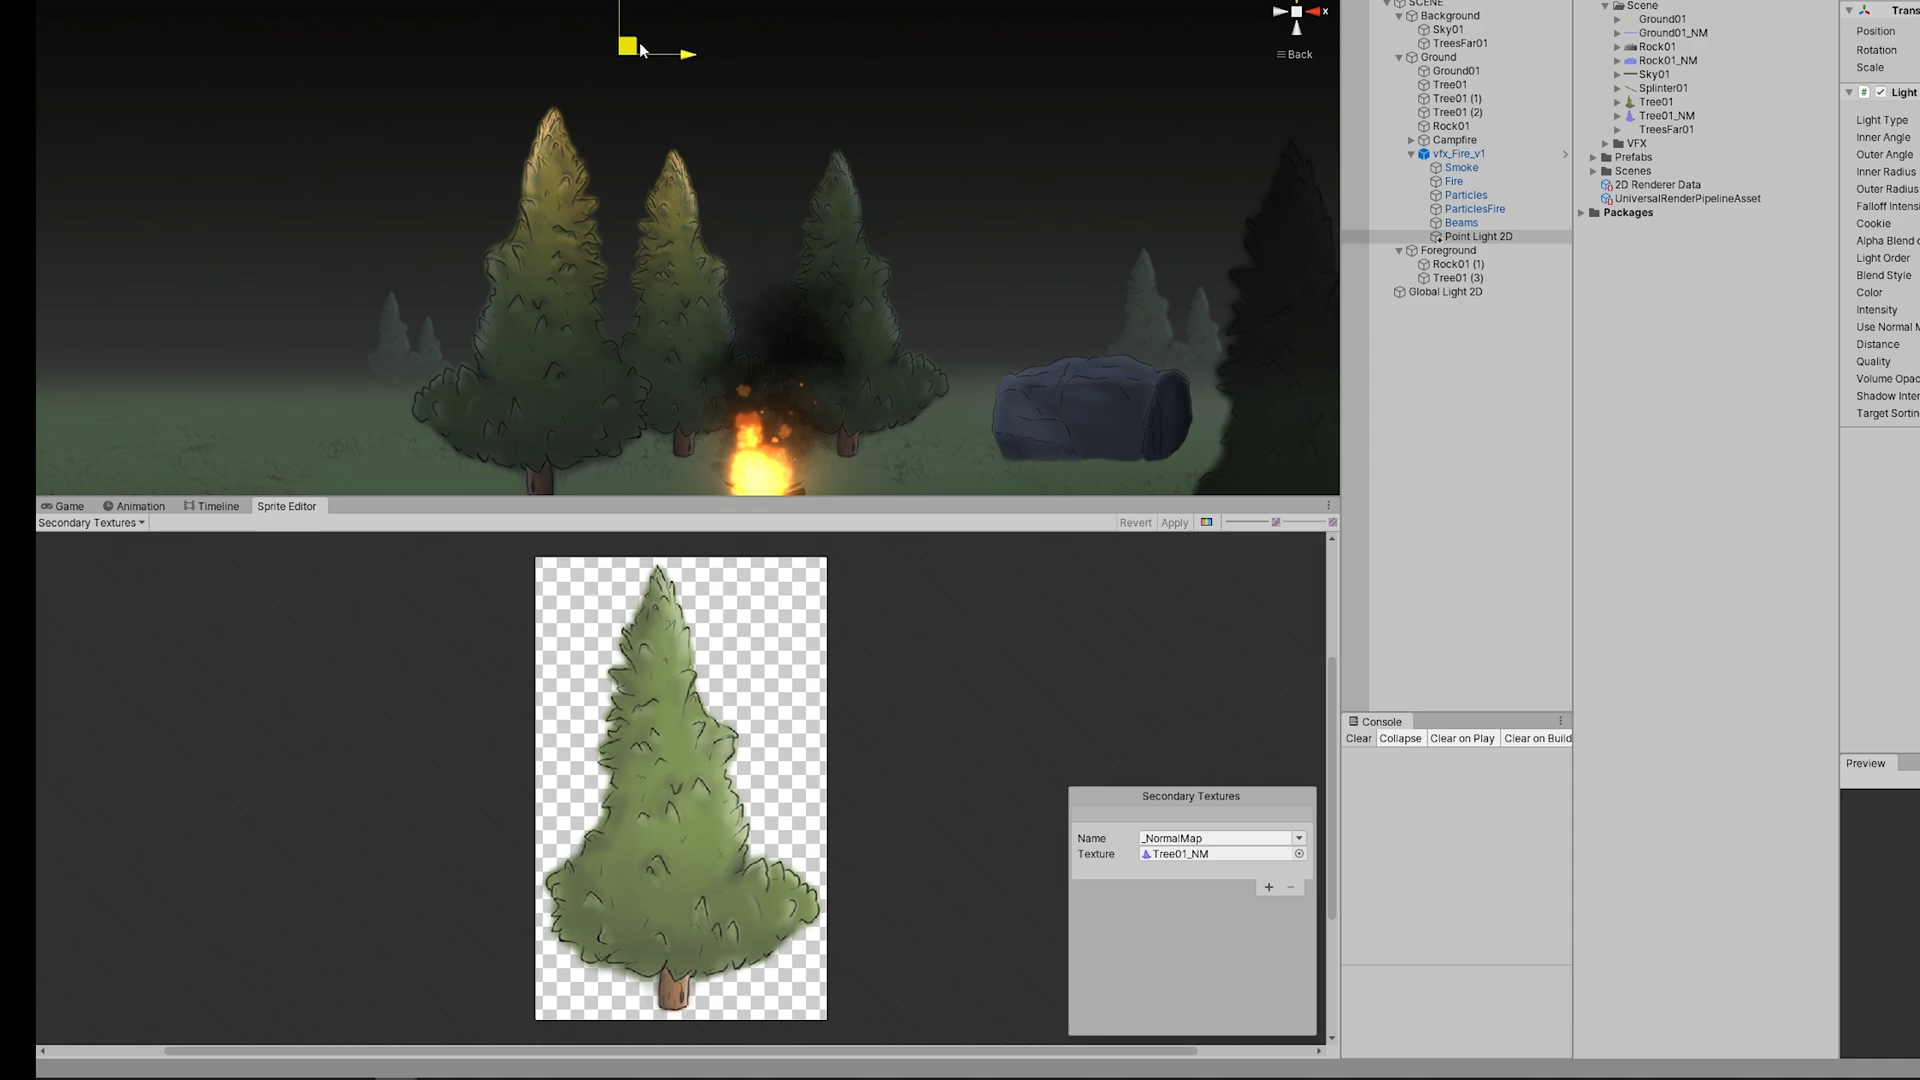 x
Back
SCENE
Background
Sky01
TreesFar01
Ground
Ground01
Tree01
Tree01 (1)
Tree01 (2)
Rock01
Campfire
vfx_Fire_v1
Smoke
Fire
Particles
ParticlesFire
Beams
Point Light 2D
Foreground
Rock01 (1)
Tree01 (3)
Global Light 2D
Scene
Ground01
Ground01_NM
Rock01
Rock01_NM
Sky01
Splinter01
Tree01
Tree01_NM
TreesFar01
VFX
Prefabs
Scenes
2D Renderer Data
UniversalRenderPipelineAsset
Packages
Trans
Position
Rotation
Scale
Light
Light Type
Inner Angle
Outer Angle
Inner Radius
Outer Radius
Falloff Intensi
Cookie
Alpha Blend o
Light Order
Blend Style
Color
Intensity
Use Normal M
Distance
Quality
Volume Opac
Shadow Inten
Target Sortin
Game Animation Timeline Sprite Editor
Secondary Textures
Revert Apply
Secondary Textures
Name _NormalMap
Texture Tree01_NM
+ −
Console
Clear Collapse Clear on Play Clear on Build
Preview